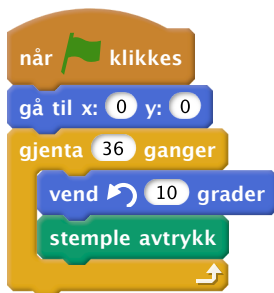 når klikkes
gå til x: 0 y: 0
gjenta 36 ganger
vend 10 grader
stemple avtrykk